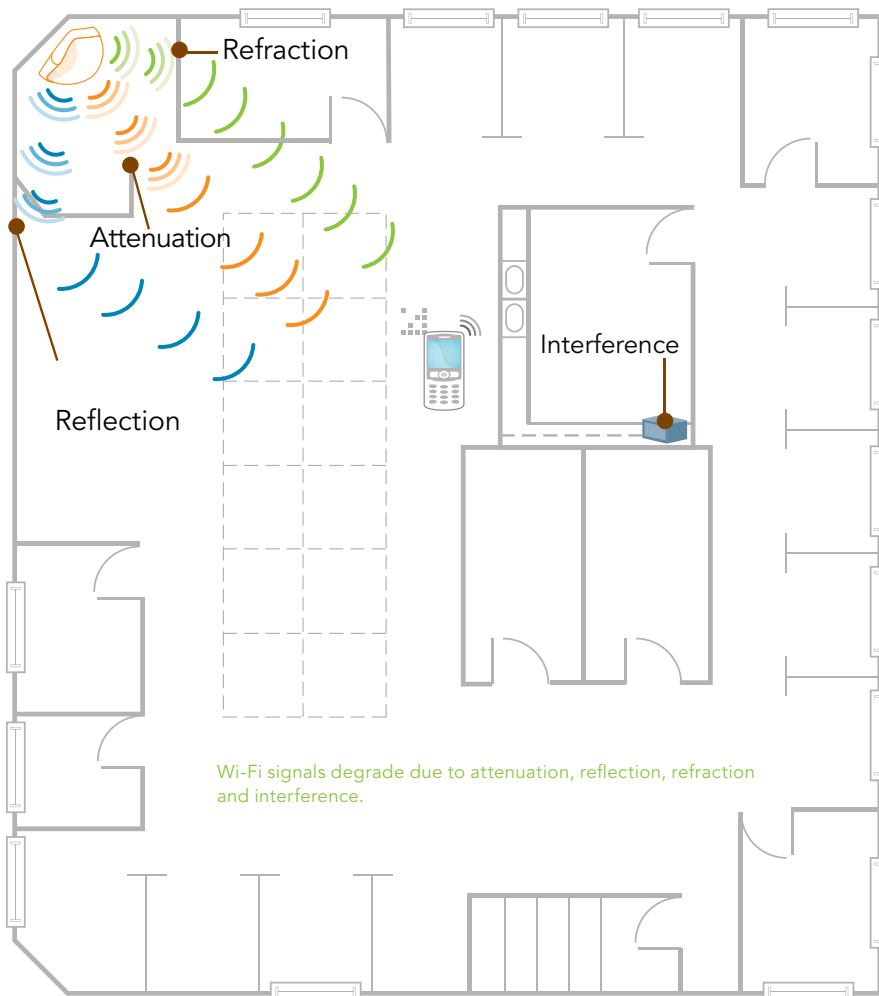 Refraction
Attenuation
Interference
Reflection
Wi-Fi signals degrade due to attenuation, reflection, refraction
and interference.